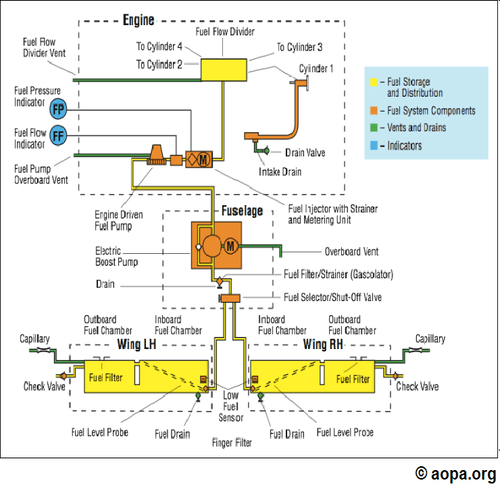 Engine
Fuel Flow Divider
Fuel Flow
Divider Vent
To Cylinder 4
To Cylinder 2
To Cylinder 3
Cylinder 1
Fuel Pressure
Indicator
FP
Fuel Flow
Indicator
FF
M
Fuel Pump
Overboard Vent
Drain Valve
Intake Drain
– Fuel Storage
and Distribution
– Fuel System Components
– Vents and Drains
– Indicators
Engine Driven
Fuel Pump
Fuel Injector with Strainer
and Metering Unit
Fuselage
M
Electric
Boost Pump
Overboard Vent
Drain
Fuel Filter/Strainer (Gascolator)
Fuel Selector/Shut-Off Valve
Outboard
Fuel Chamber
Inboard
Fuel Chamber
Inboard
Fuel Chamber
Outboard
Fuel Chamber
Capillary
Wing LH
Wing RH
Capillary
Fuel Filter
Fuel Filter
Check Valve
Check Valve
Low
Fuel
Sensor
Fuel Level Probe
Fuel Drain
Finger Filter
Fuel Drain
Fuel Level Probe
© aopa.org